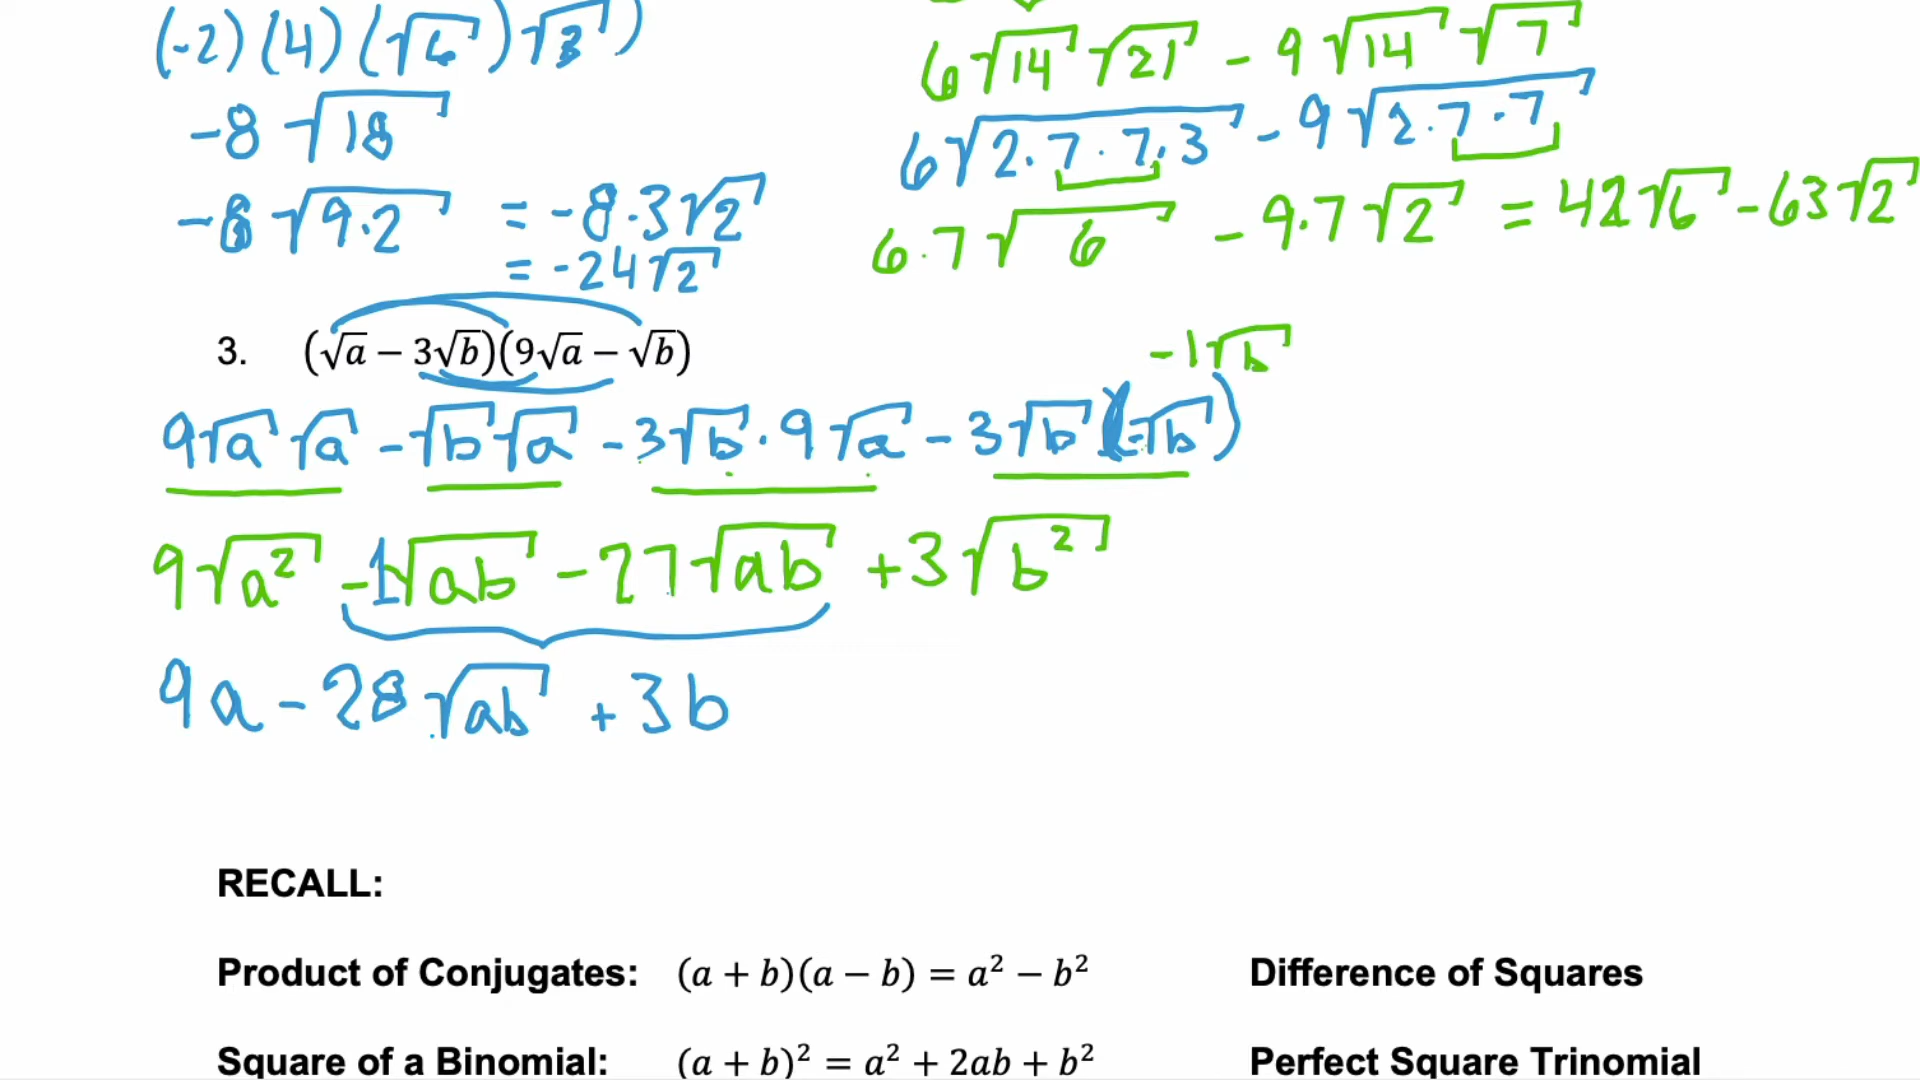 (-2)(4)(√6)√3)
-8√18
-8√9·2 = -8·3√2
= -24√2
6√14√21 - 9√14√7
6√2·7·7·3 - 9√2·7·7
6·7√6 - 9·7√2 = 42√6 - 63√2
3. (√a − 3√b)(9√a − √b)
-1√b
9√a√a - √b√a - 3√b·9√a - 3√b(-√b)
9√a² -1√ab - 27√ab + 3√b²
9a - 28√ab + 3b
RECALL:
Product of Conjugates: (a + b)(a − b) = a² − b² Difference of Squares
Square of a Binomial: (a + b)² = a² + 2ab + b² Perfect Square Trinomial